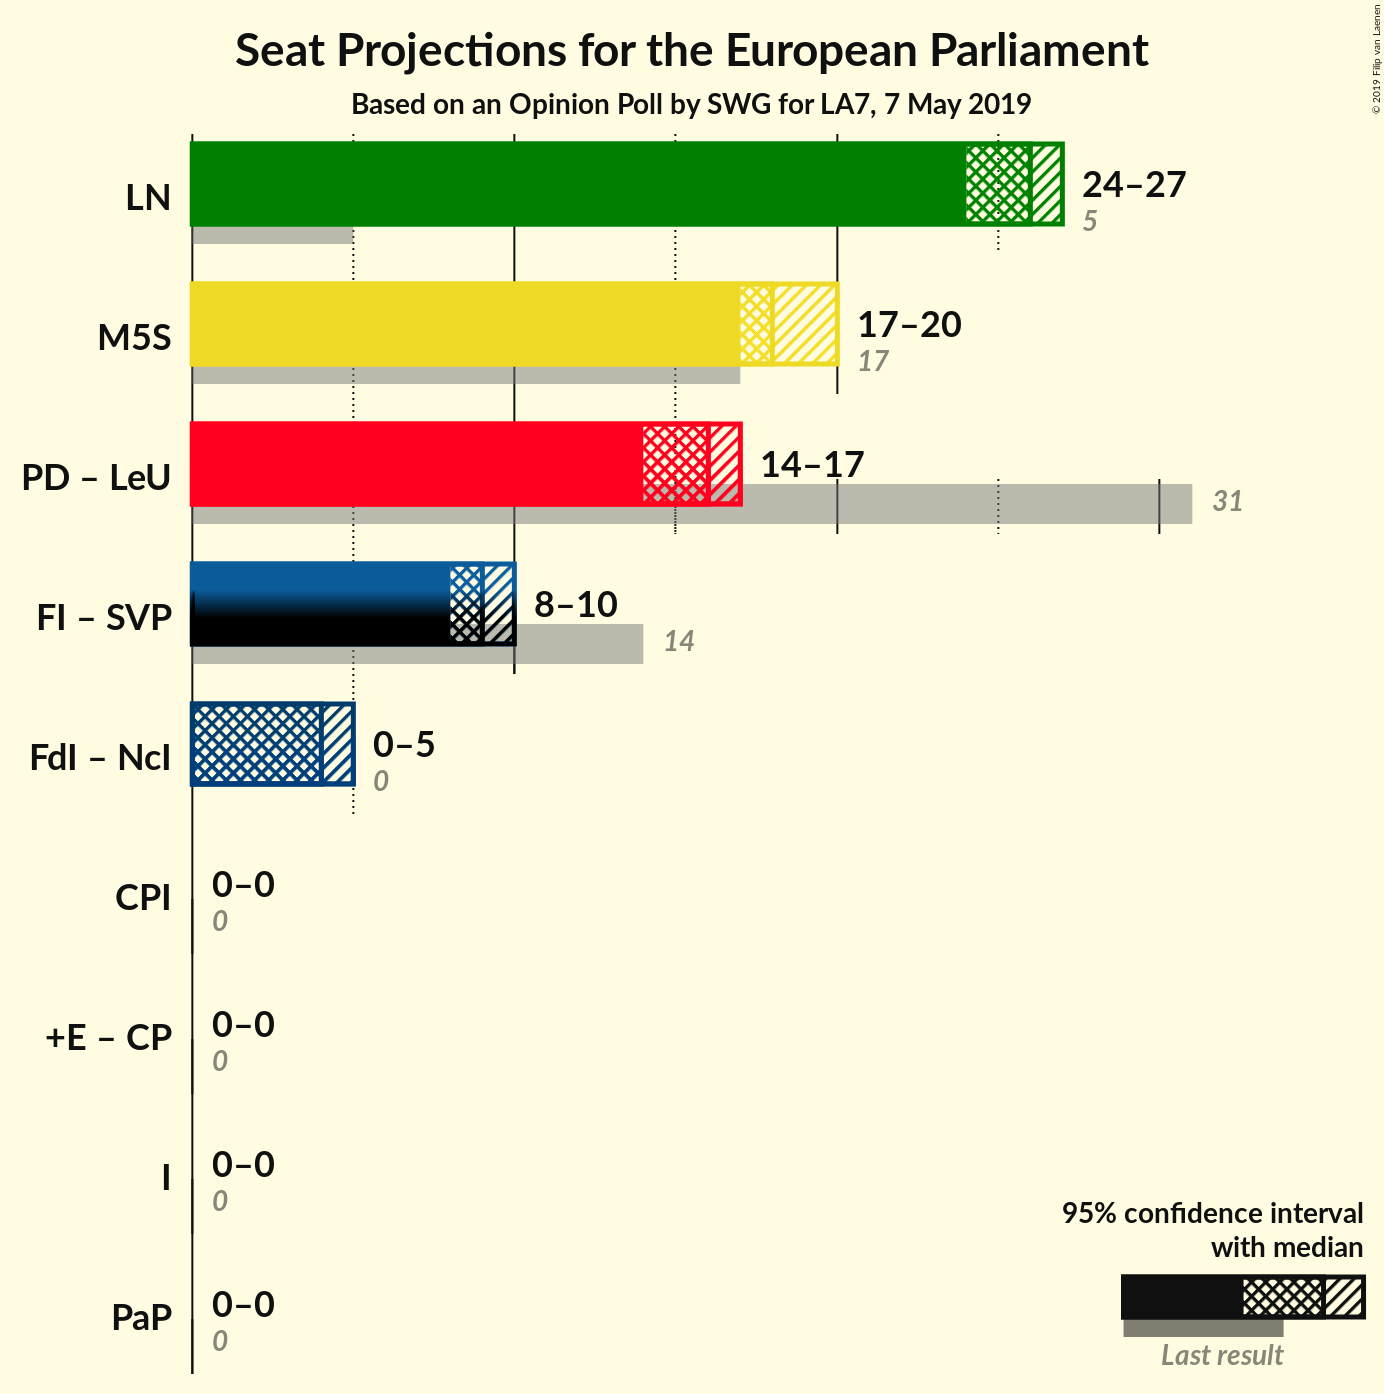 Seat Projections for the European Parliament
Based on an Opinion Poll by SWG for LA7, 7 May 2019
© 2019 Filip van Laenen
LN
24–27
5
M5S
17–20
17
PD – LeU
14–17
31
FI – SVP
8–10
14
FdI – NcI
0–5
0
CPI
0–0
0
+E – CP
0–0
0
I
0–0
0
PaP
0–0
0
95% confidence interval
with median
Last result